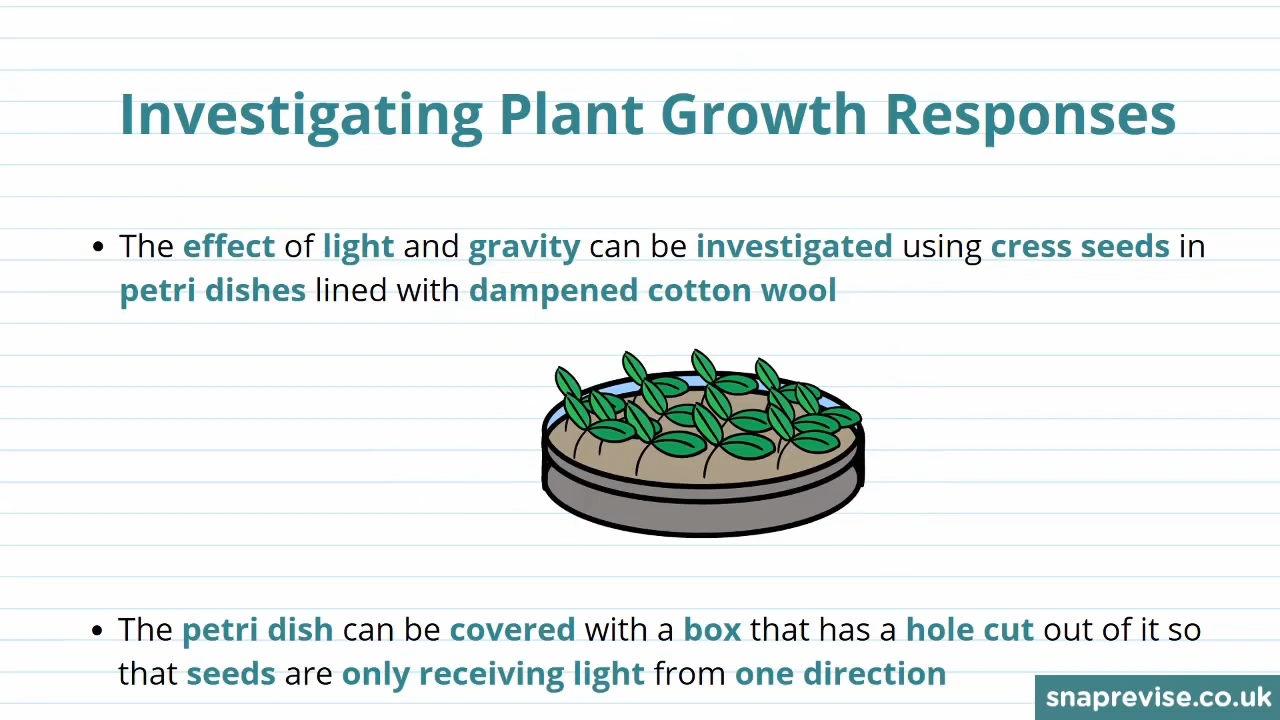 Investigating Plant Growth Responses
• The effect of light and gravity can be investigated using cress seeds in
petri dishes lined with dampened cotton wool
• The petri dish can be covered with a box that has a hole cut out of it so
that seeds are only receiving light from one direction
snaprevise.co.uk